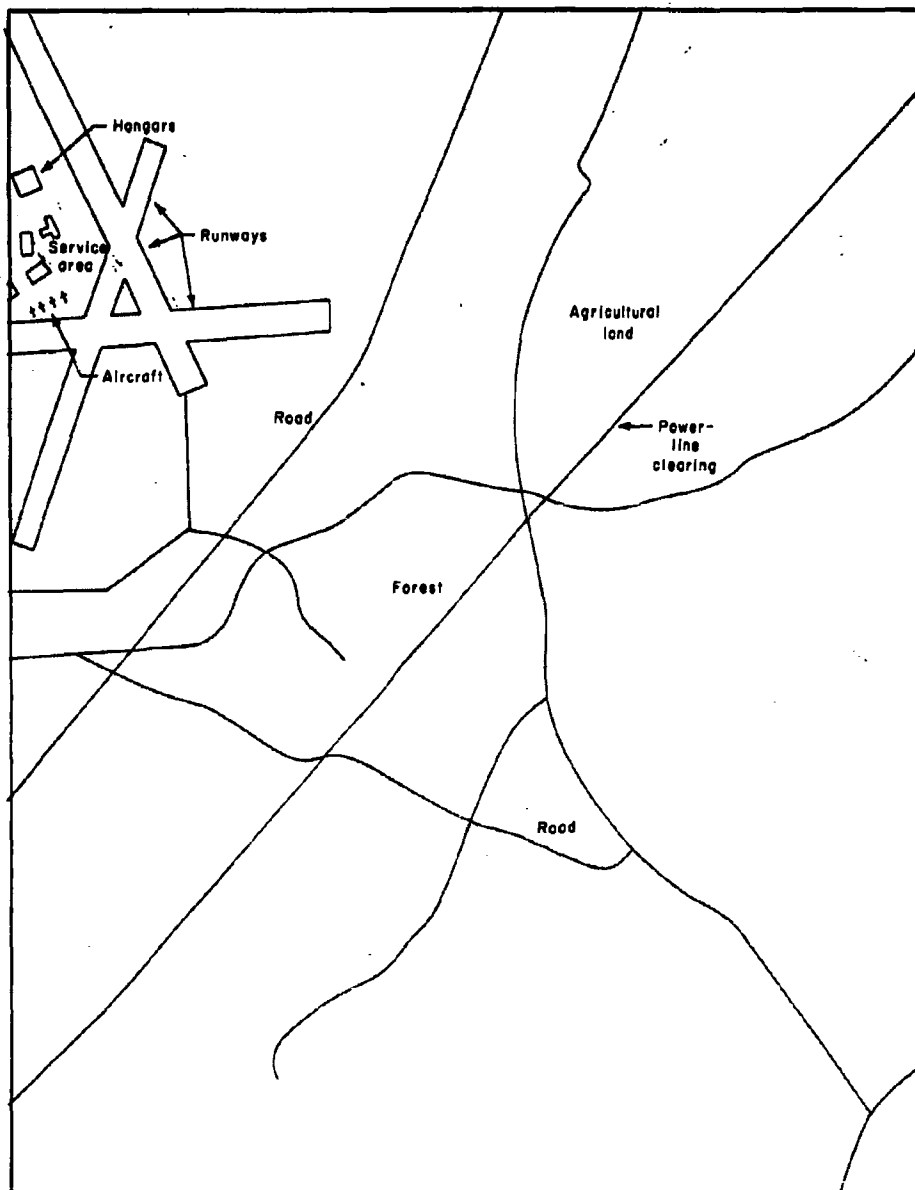 Hangars
Runways
Service
area
Agricultural
land
Aircraft
Road
Power-
line
clearing
Forest
Road